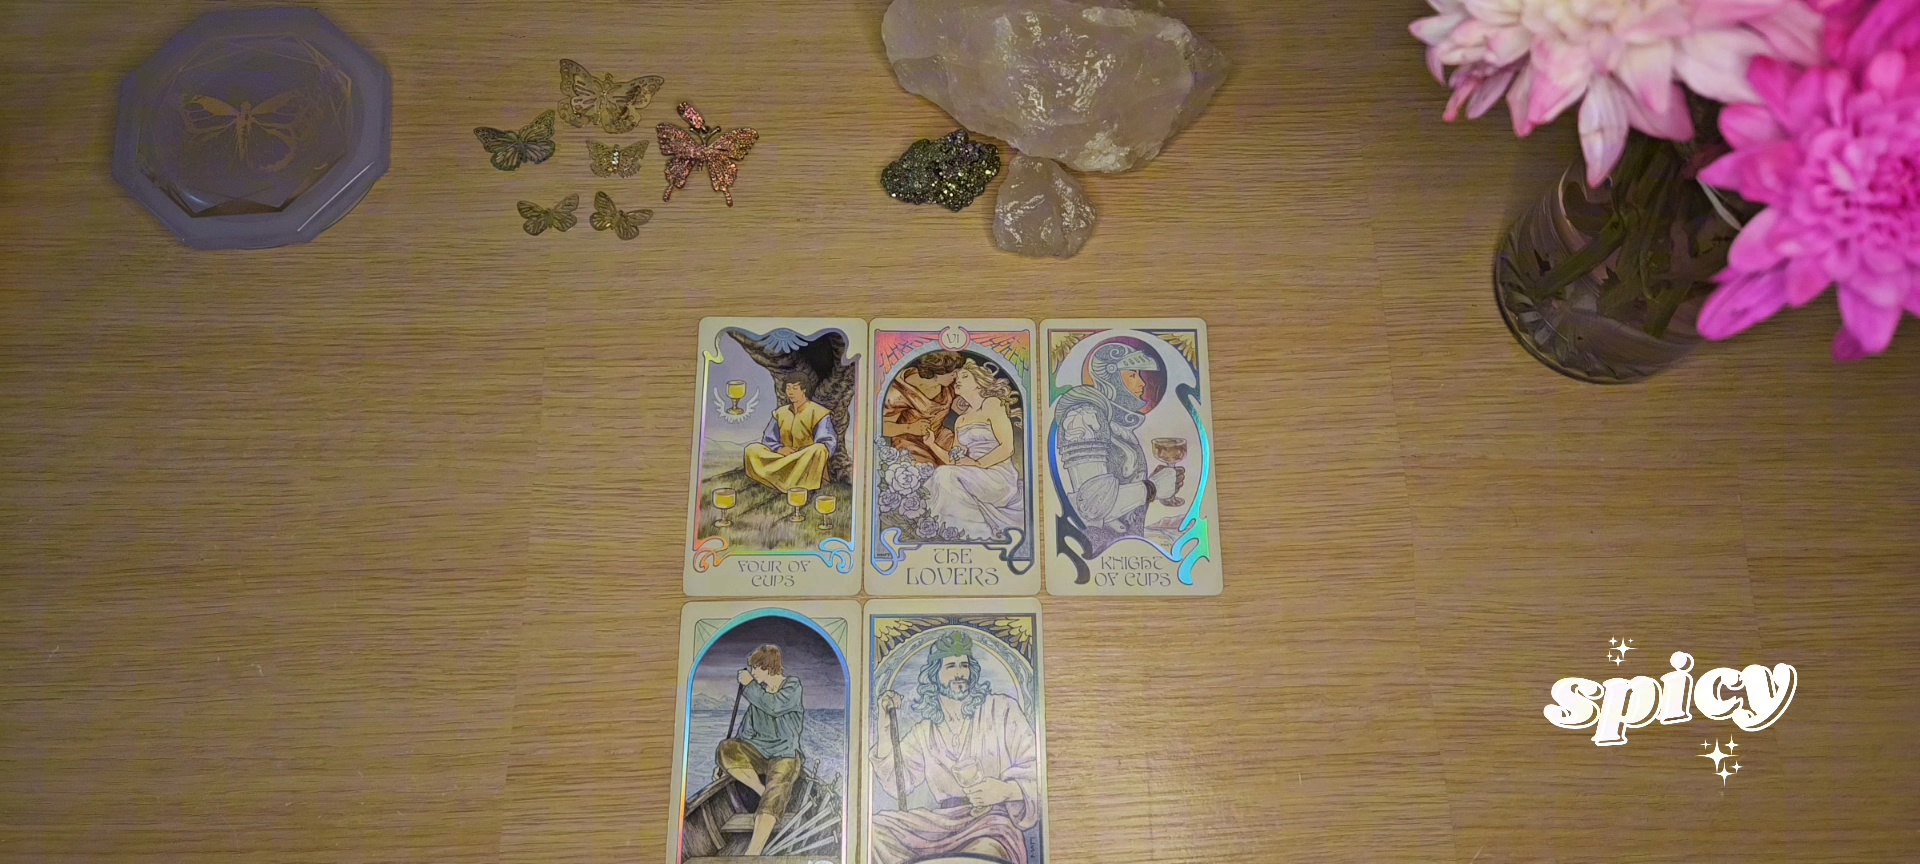 VI
FOUR OF
CUPS
THE
LOVERS
KNIGHT
OF CUPS
spicy